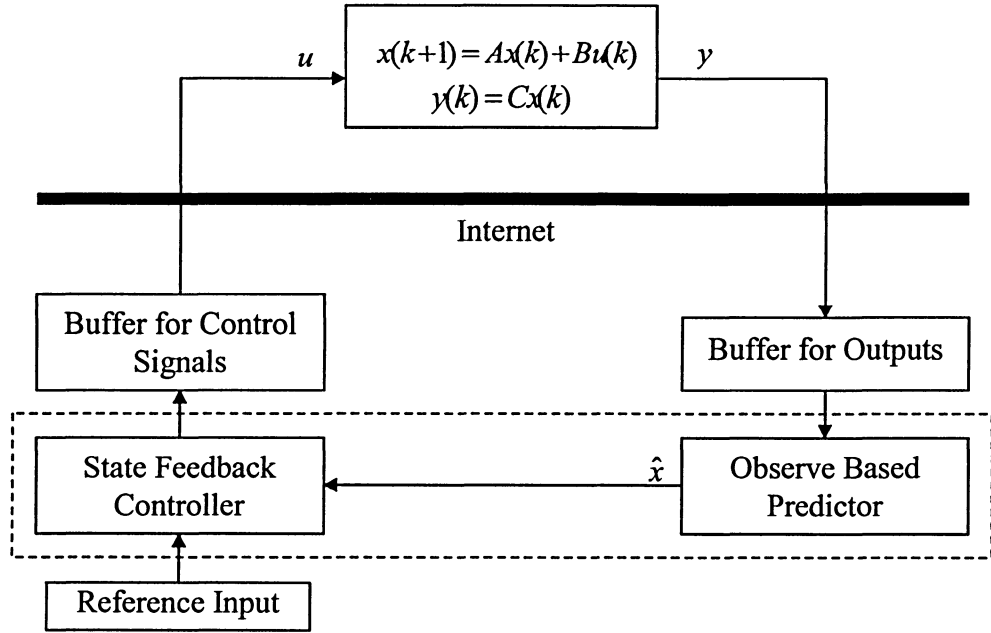 u
x(k+1) = Ax(k)+Bu(k)
y(k) = Cx(k)
y
Internet
Buffer for Control
Signals
Buffer for Outputs
State Feedback
Controller
x̂
Observe Based
Predictor
Reference Input